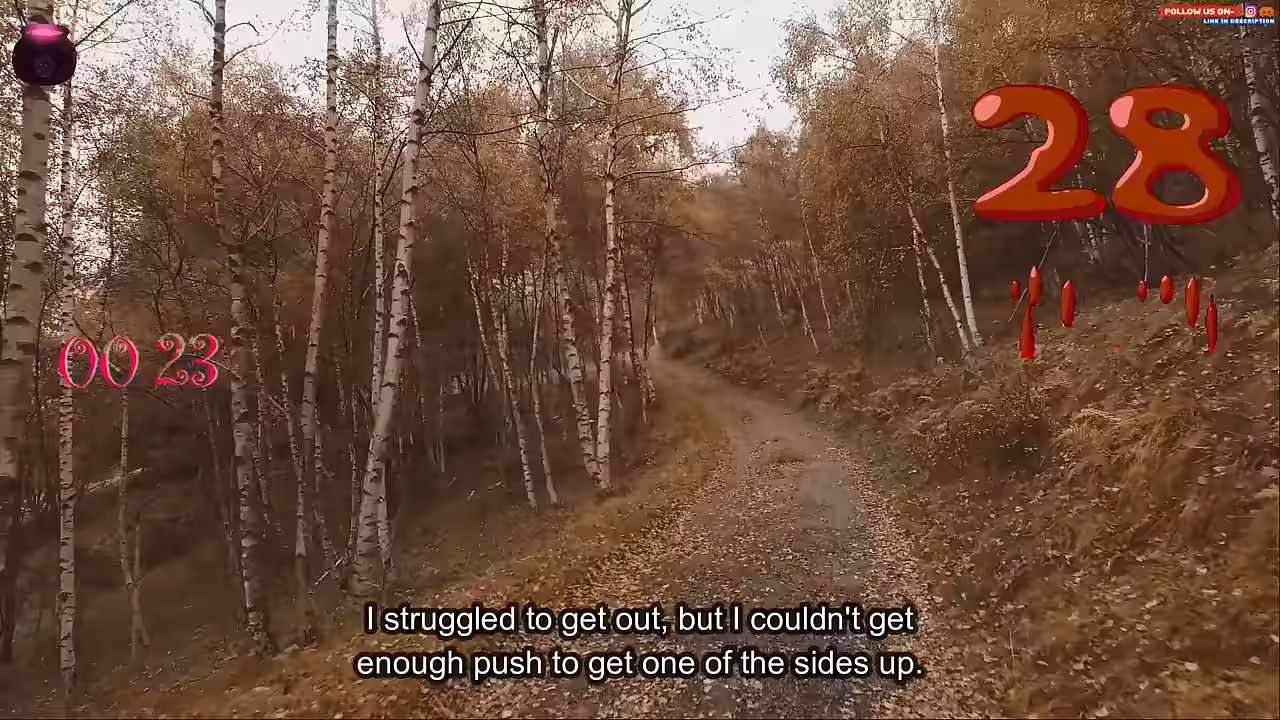 FOLLOW US ON-
LINK IN DESCRIPTION
28
00 23
I struggled to get out, but I couldn't get
enough push to get one of the sides up.